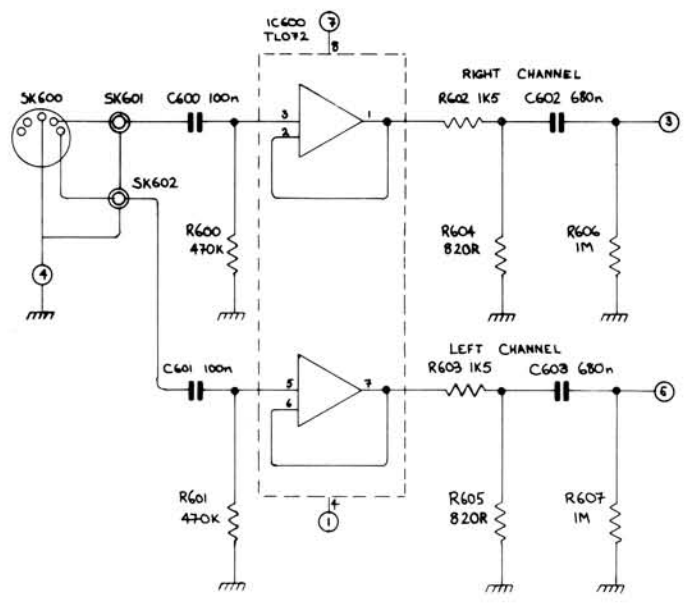 IC600
TL072
7
8
RIGHT CHANNEL
SK600
SK601
C600 100n
R602 1K5
C602 680n
3
1
3
2
SK602
R600
470K
R604
820R
R606
1M
4
LEFT CHANNEL
C601 100n
R603 1K5
C603 680n
5
7
6
6
R601
470K
4
1
R605
820R
R607
1M